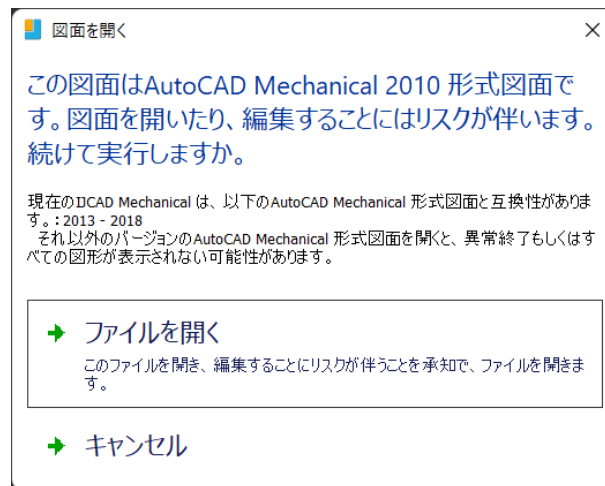 図面を開く
この図面はAutoCAD Mechanical 2010 形式図面で
す。図面を開いたり、編集することにはリスクが伴います。
続けて実行しますか。
現在のIJCAD Mechanical は、以下のAutoCAD Mechanical 形式図面と互換性がありま
す。: 2013 - 2018
それ以外のバージョンのAutoCAD Mechanical 形式図面を開くと、異常終了もしくはす
べての図形が表示されない可能性があります。
ファイルを開く
このファイルを開き、編集することにリスクが伴うことを承知で、ファイルを開きま
す。
キャンセル